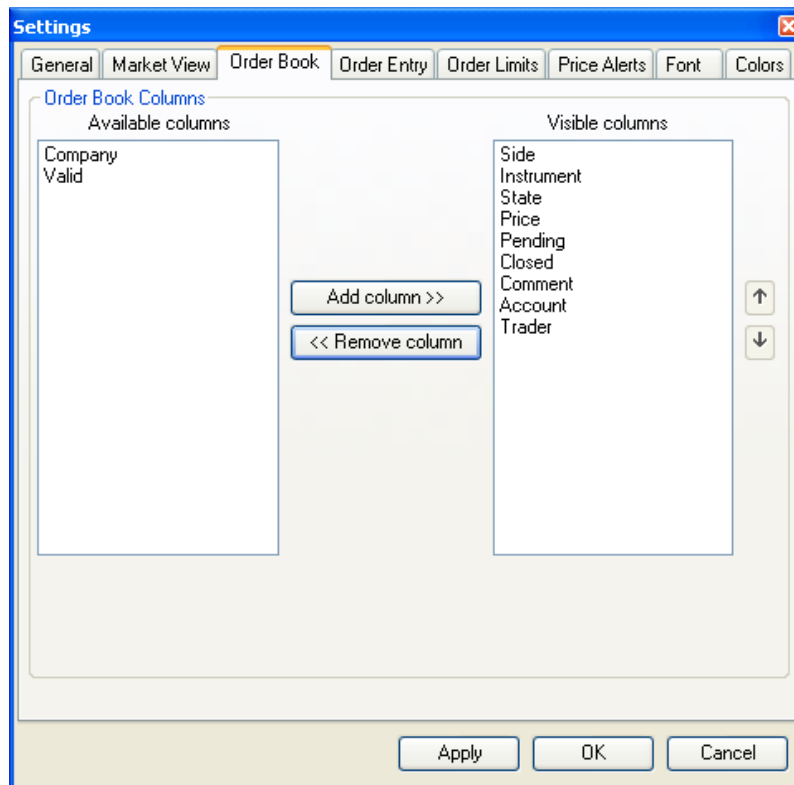 Settings
General Market View Order Book Order Entry Order Limits Price Alerts Font Colors
Order Book Columns
Available columns Visible columns
Company
Valid
Side
Instrument
State
Price
Pending
Closed
Comment
Account
Trader
Add column >>
<< Remove column
Apply OK Cancel